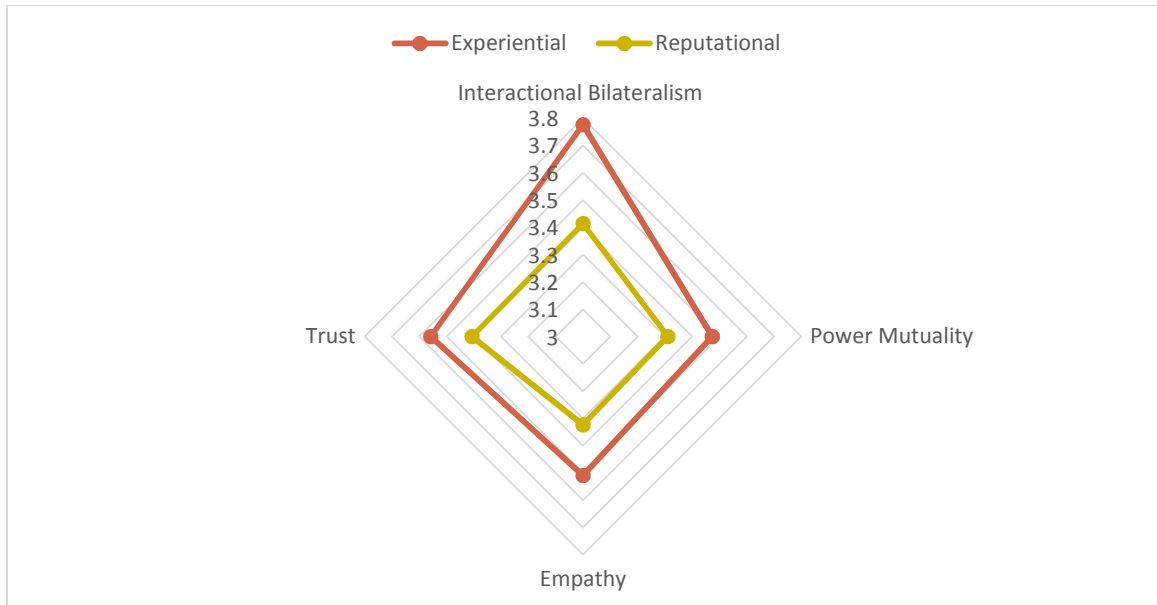 Experiential Reputational
Interactional Bilateralism
3.8
3.7
3.6
3.5
3.4
3.3
3.2
3.1
3
Trust
Power Mutuality
Empathy